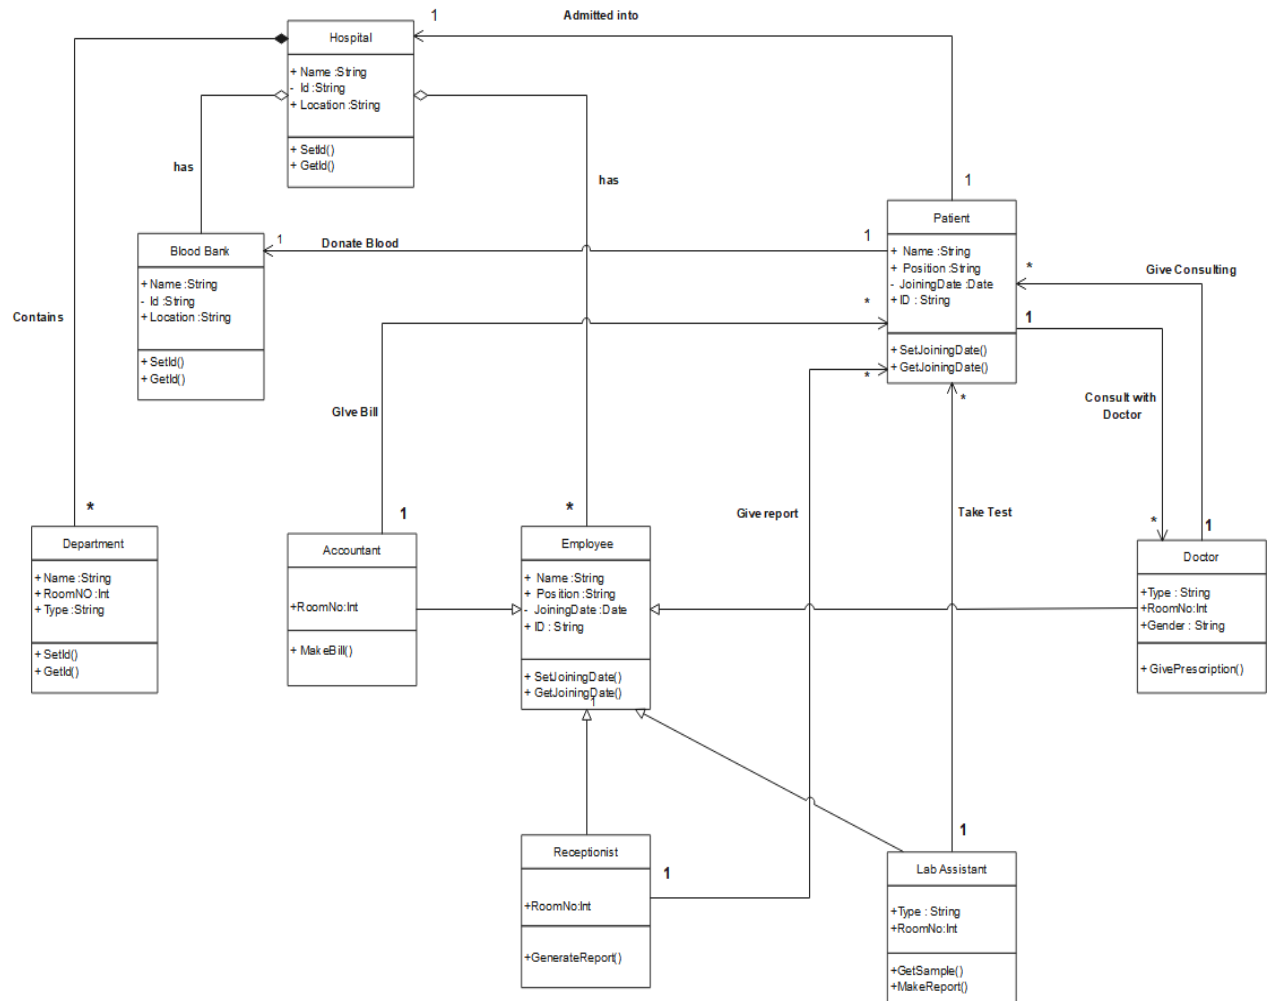 1
Admitted into
Hospital
+ Name :String
- Id :String
+ Location :String
+ SetId()
+ GetId()
has
has
1
Patient
+ Name :String
+ Position :String
- JoiningDate :Date
+ ID : String
+ SetJoiningDate()
+ GetJoiningDate()
1
Donate Blood
1
Blood Bank
+ Name :String
- Id :String
+ Location :String
+ SetId()
+ GetId()
*
Give Consulting
Contains
*
1
*
*
GIve Bill
Consult with
Doctor
*
1
*
Give report
Take Test
*
1
Department
+ Name :String
+ RoomNO :Int
+ Type :String
+ SetId()
+ GetId()
Accountant
+RoomNo:Int
+ MakeBill()
Employee
+ Name :String
+ Position :String
- JoiningDate :Date
+ ID : String
+ SetJoiningDate()
+ GetJoiningDate()
1
Doctor
+Type : String
+RoomNo:Int
+Gender : String
+ GivePrescription()
Receptionist
+RoomNo:Int
+GenerateReport()
1
1
Lab Assistant
+Type : String
+RoomNo:Int
+GetSample()
+MakeReport()